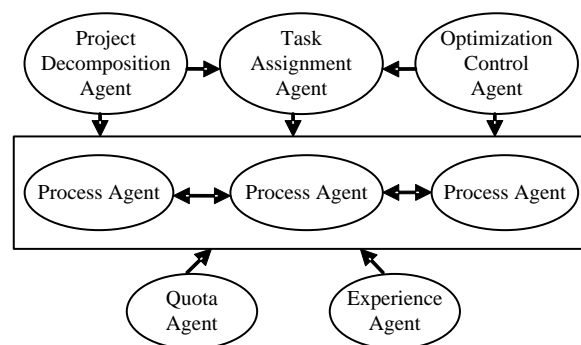 Project
Decomposition
Agent
Task
Assignment
Agent
Optimization
Control
Agent
Process Agent
Process Agent
Process Agent
Quota
Agent
Experience
Agent